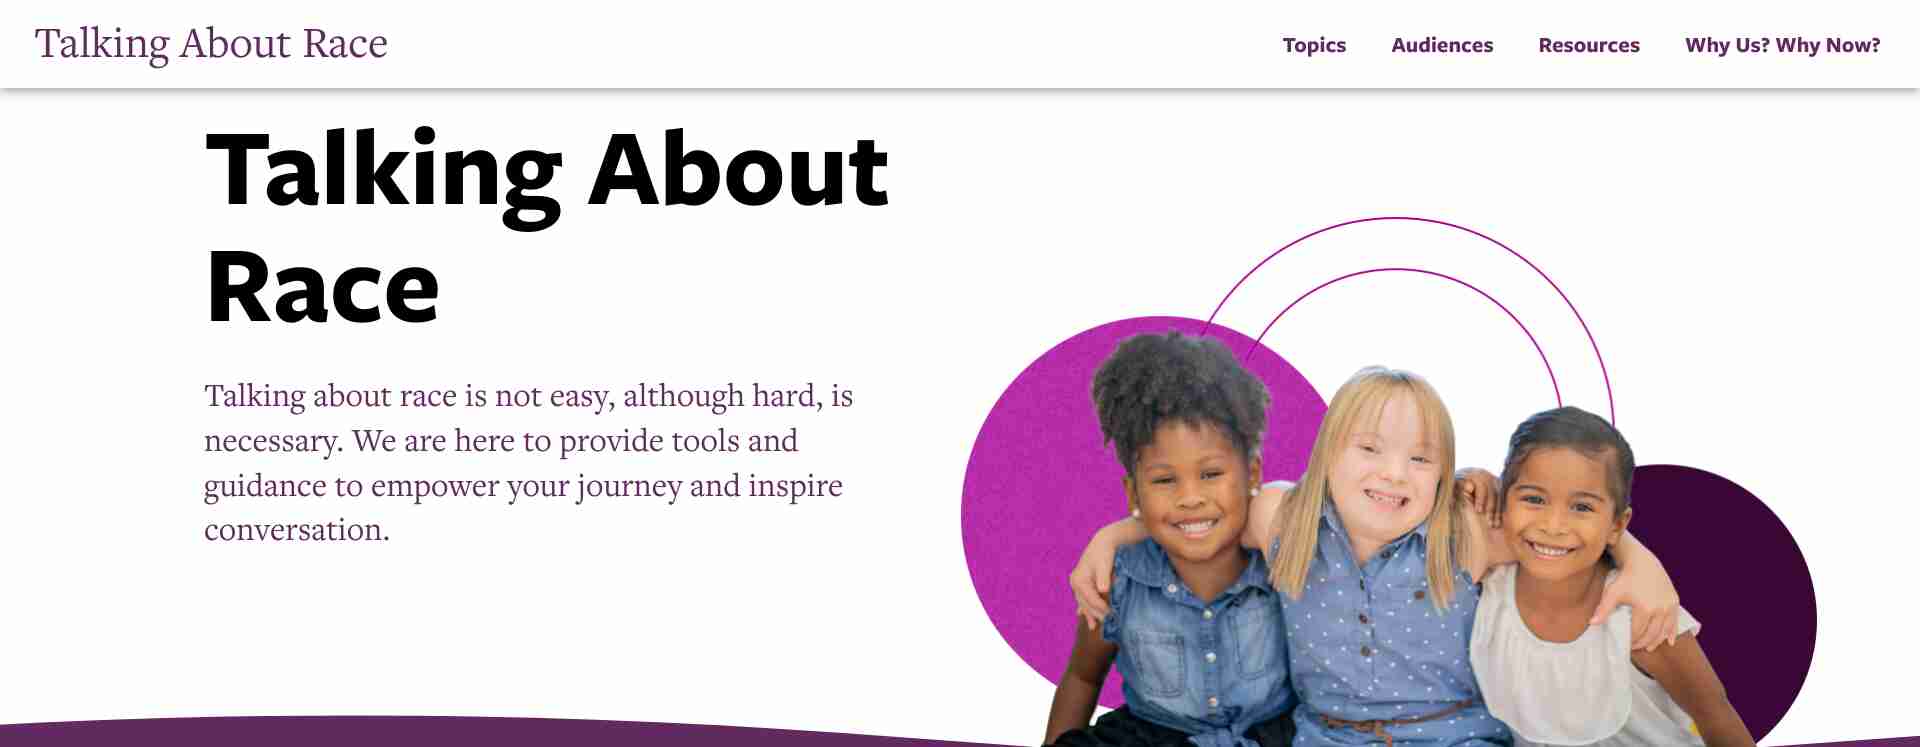 Talking About Race
Topics
Audiences
Resources
Why Us? Why Now?
Talking About
Race
Talking about race is not easy, although hard, is
necessary. We are here to provide tools and
guidance to empower your journey and inspire
conversation.